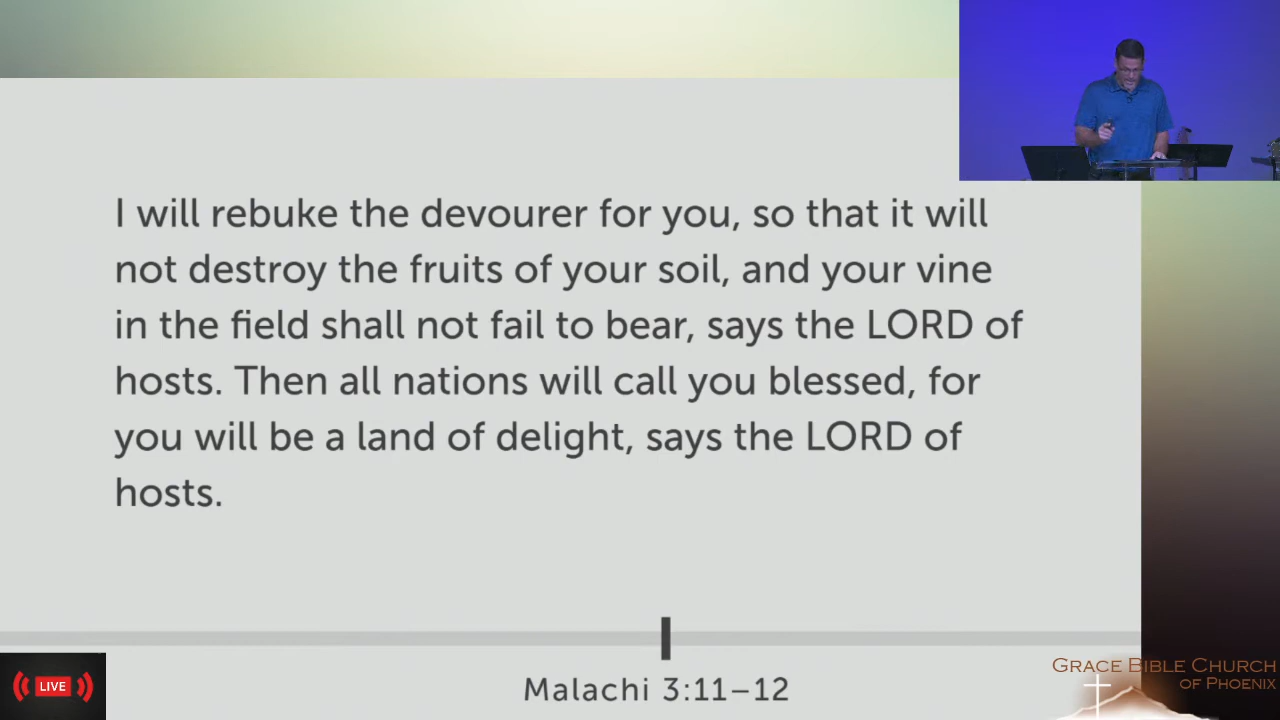 I will rebuke the devourer for you, so that it will
not destroy the fruits of your soil, and your vine
in the field shall not fail to bear, says the LORD of
hosts. Then all nations will call you blessed, for
you will be a land of delight, says the LORD of
hosts.
Malachi 3:11–12
LIVE
GRACE BIBLE CHURCH
OF PHOENIX